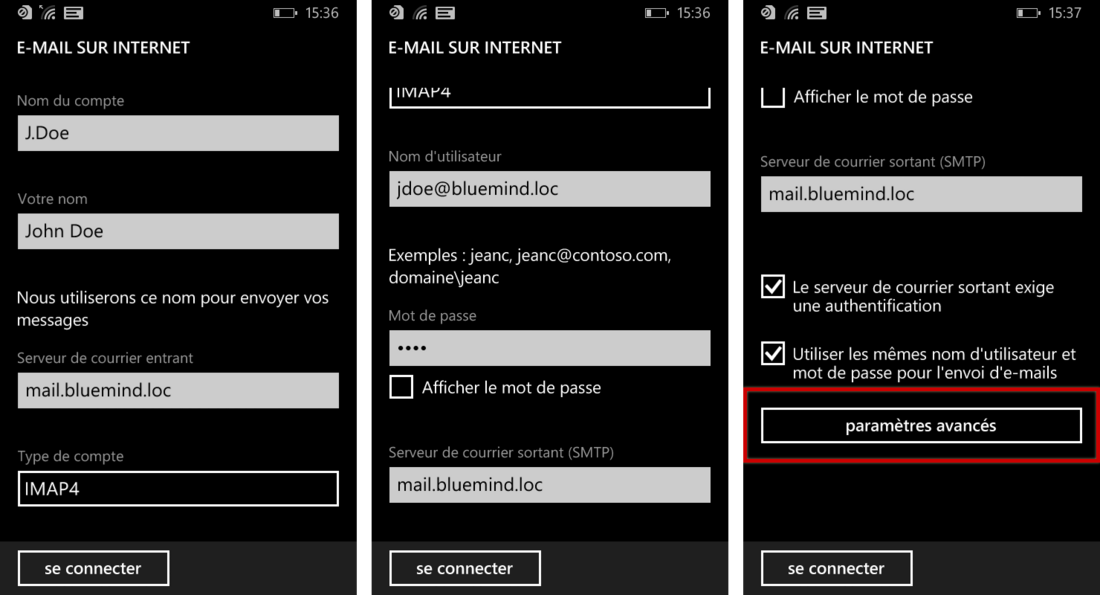 15:36
E-MAIL SUR INTERNET
Nom du compte
J.Doe
Votre nom
John Doe
Nous utiliserons ce nom pour envoyer vos
messages
Serveur de courrier entrant
mail.bluemind.loc
Type de compte
IMAP4
se connecter
15:36
E-MAIL SUR INTERNET
IMAP4
Nom d'utilisateur
jdoe@bluemind.loc
Exemples : jeanc, jeanc@contoso.com,
domaine\jeanc
Mot de passe
••••
Afficher le mot de passe
Serveur de courrier sortant (SMTP)
mail.bluemind.loc
se connecter
15:37
E-MAIL SUR INTERNET
Afficher le mot de passe
Serveur de courrier sortant (SMTP)
mail.bluemind.loc
Le serveur de courrier sortant exige
une authentification
Utiliser les mêmes nom d'utilisateur et
mot de passe pour l'envoi d'e-mails
paramètres avancés
se connecter